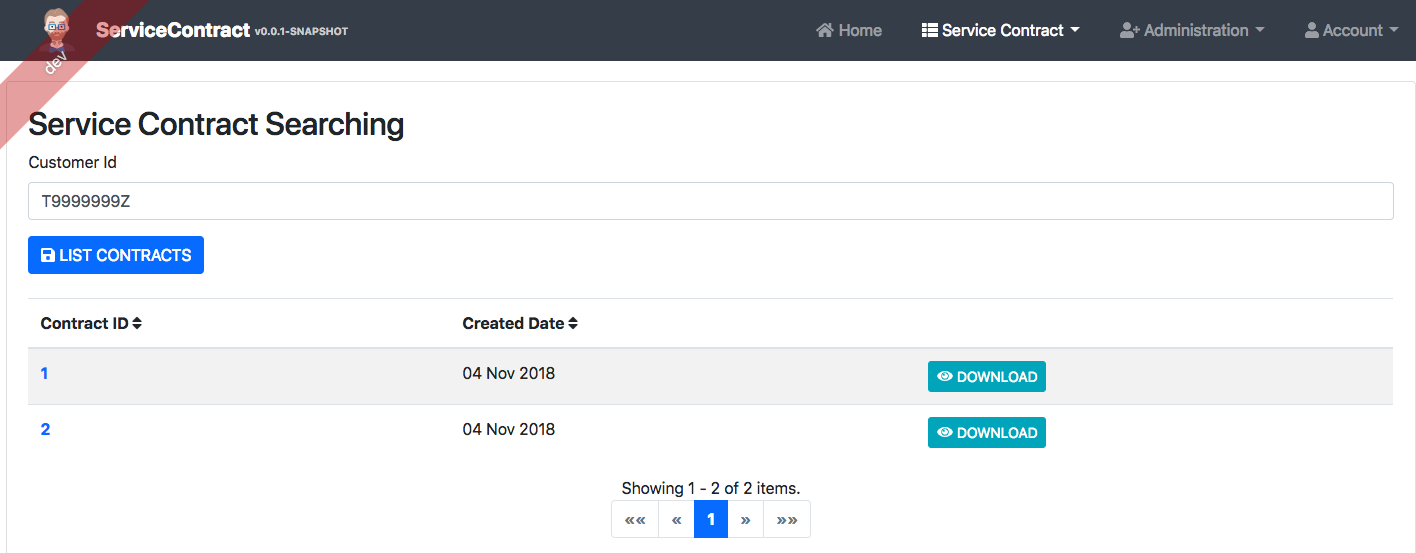 ServiceContract v0.0.1-SNAPSHOT Home Service Contract Administration Account
dev
Service Contract Searching
Customer Id
T9999999Z
LIST CONTRACTS
Contract ID Created Date
1 04 Nov 2018 DOWNLOAD
2 04 Nov 2018 DOWNLOAD
Showing 1 - 2 of 2 items.
«« « 1 » »»